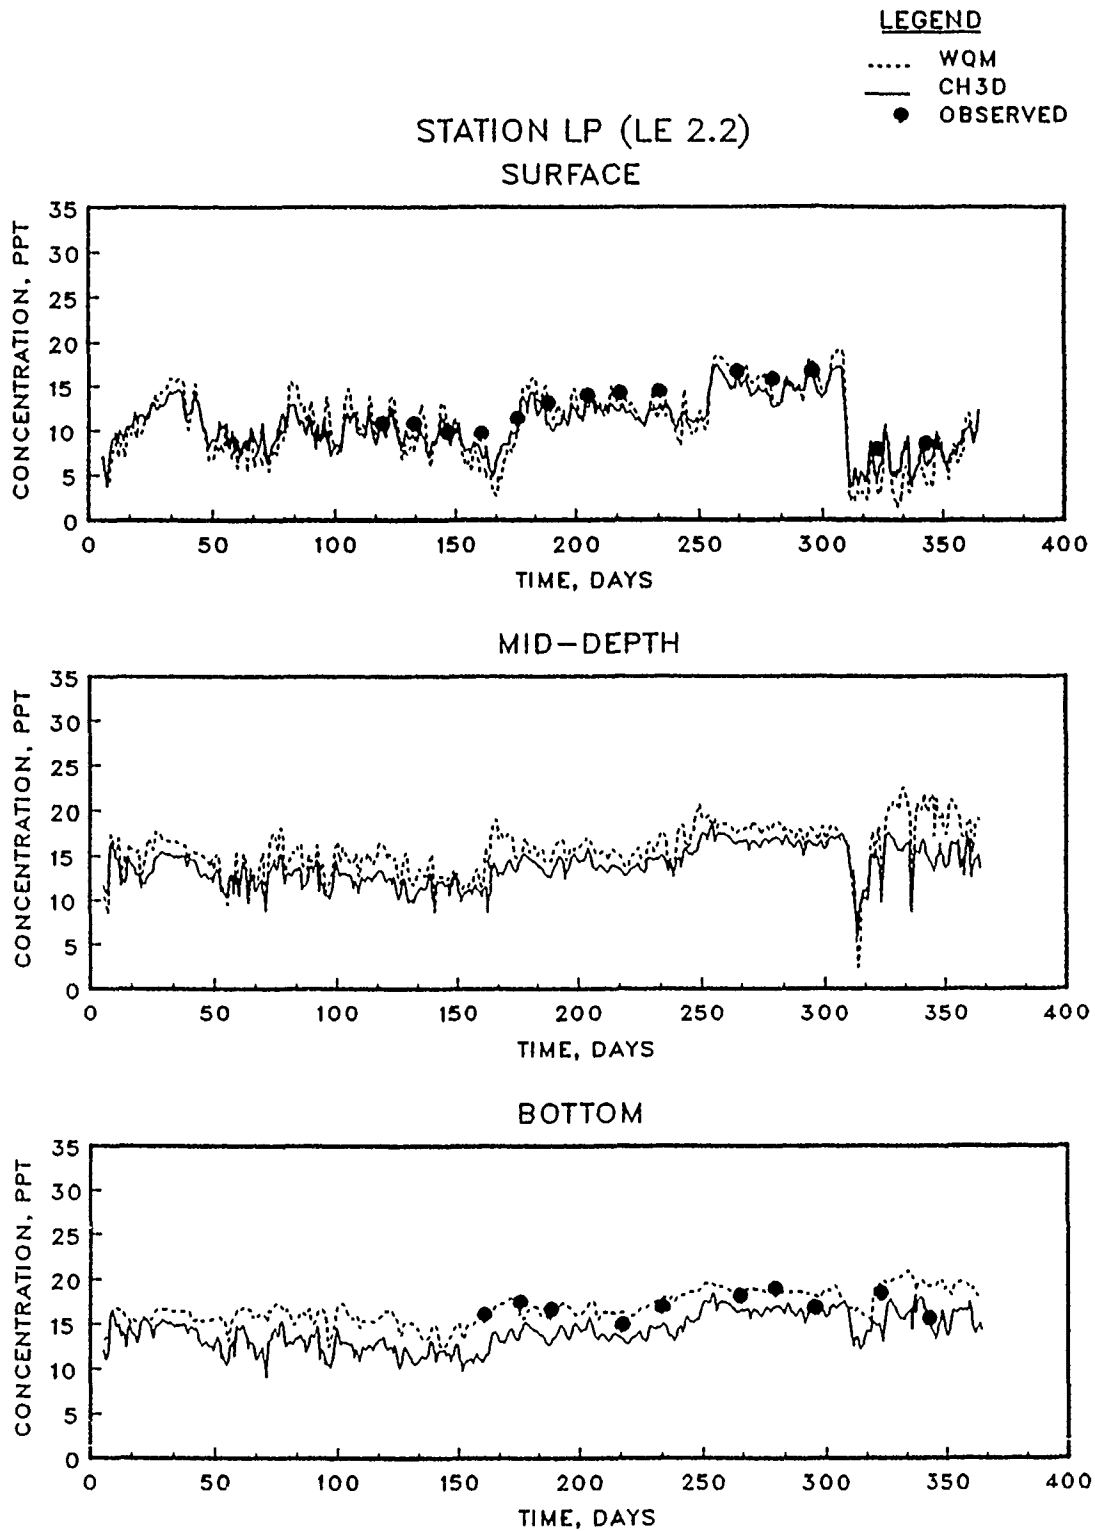 LEGEND
WQM
CH3D
OBSERVED
STATION LP (LE 2.2)
SURFACE
CONCENTRATION, PPT
35
30
25
20
15
10
5
0
0 50 100 150 200 250 300 350 400
TIME, DAYS
MID-DEPTH
CONCENTRATION, PPT
35
30
25
20
15
10
5
0
0 50 100 150 200 250 300 350 400
TIME, DAYS
BOTTOM
CONCENTRATION, PPT
35
30
25
20
15
10
5
0
0 50 100 150 200 250 300 350 400
TIME, DAYS